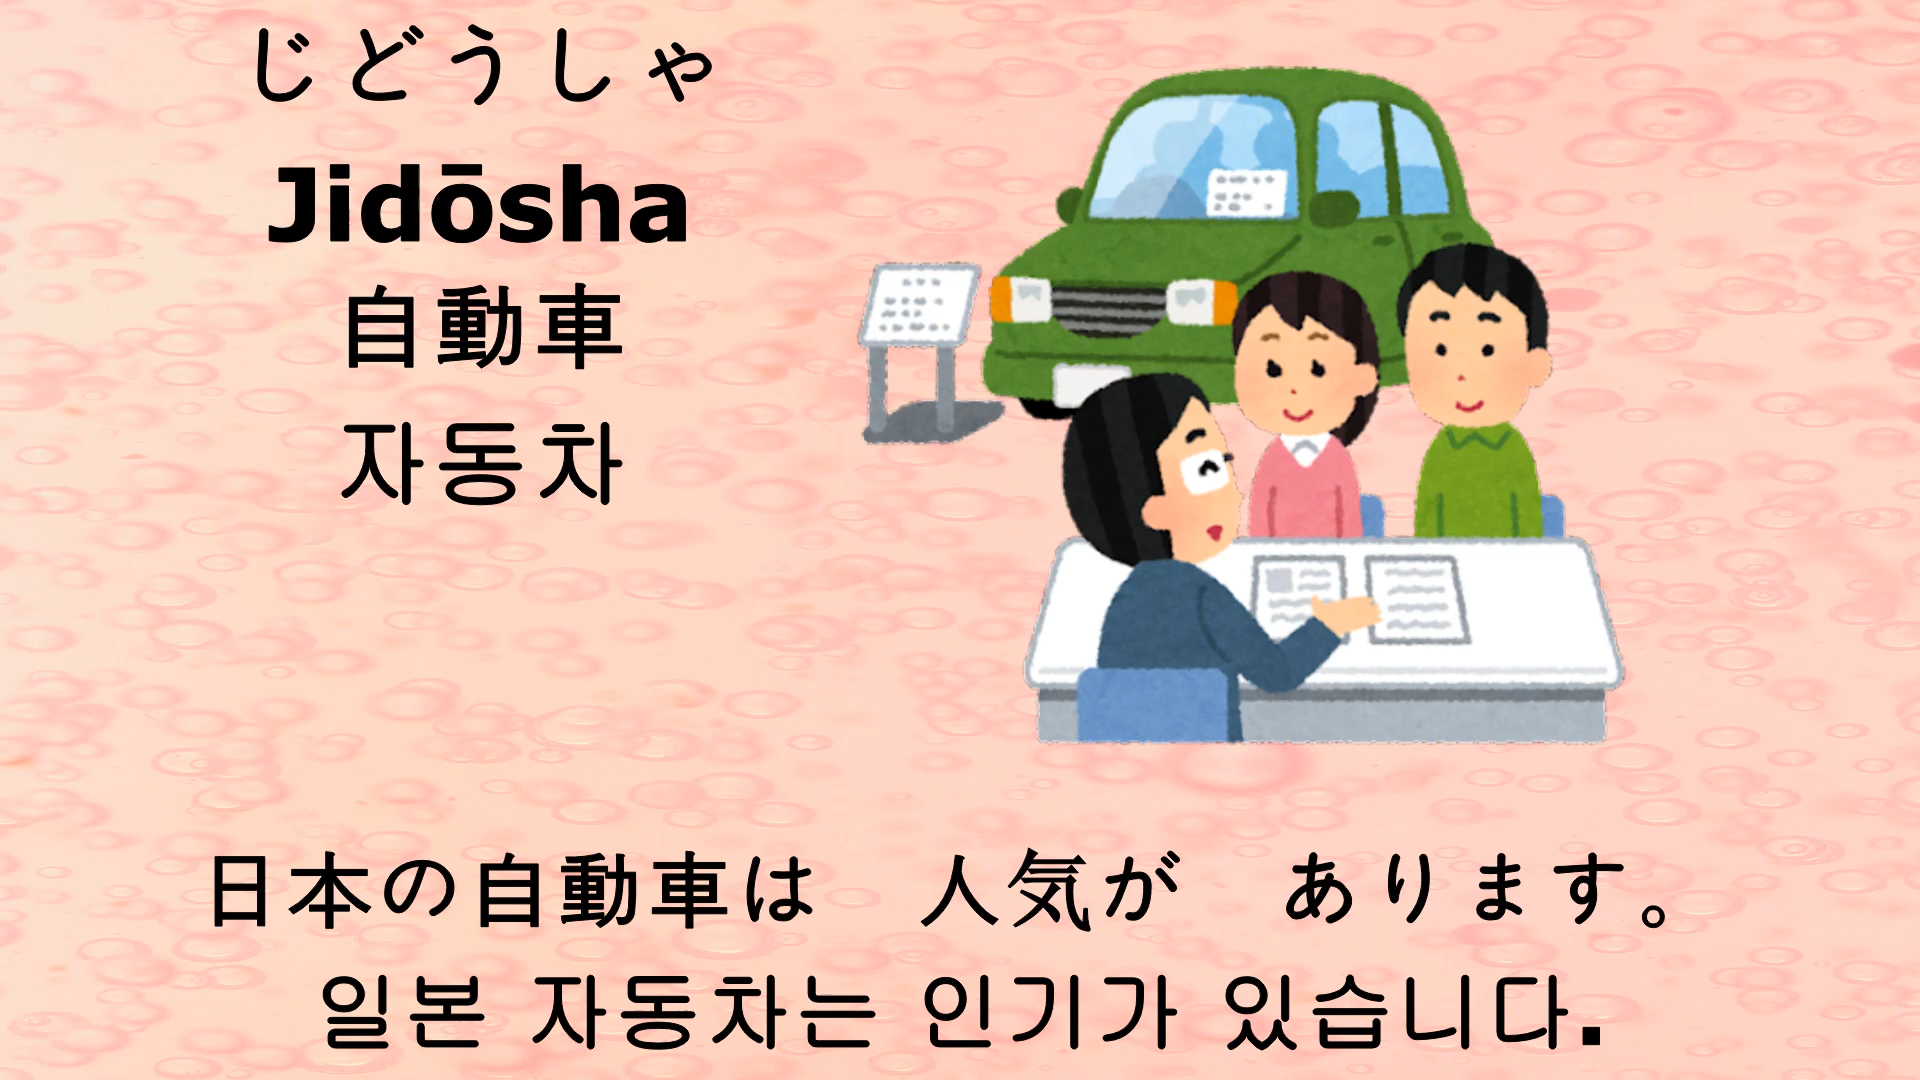 じどうしゃ
Jidōsha
自動車
자동차
日本の自動車は　人気が　あります。
일본 자동차는 인기가 있습니다.